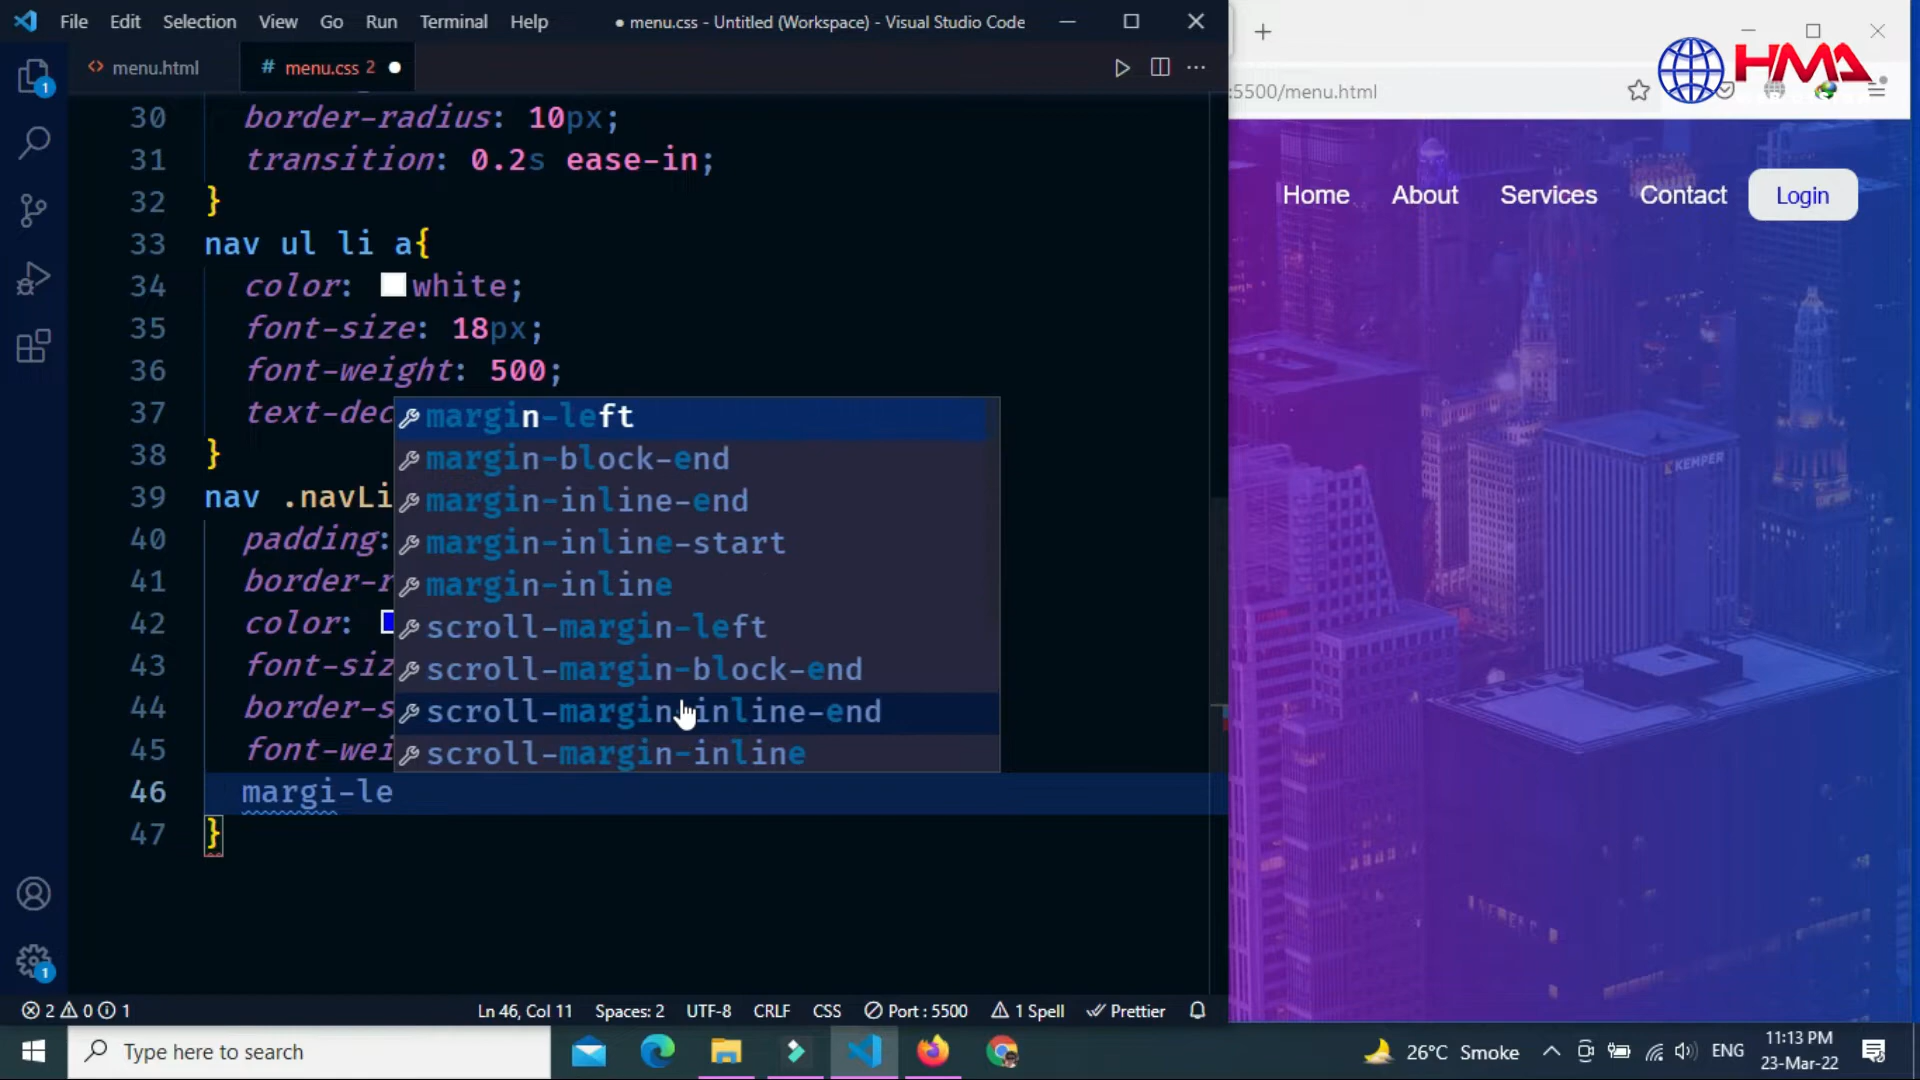 File Edit Selection View Go Run Terminal Help ● menu.css - Untitled (Workspace) - Visual Studio Code
<> menu.html # menu.css 2 ●
:5500/menu.html
HMA
30 border-radius: 10px;
31 transition: 0.2s ease-in;
32 }
33 nav ul li a{
34 color: white;
35 font-size: 18px;
36 font-weight: 500;
37 text-dec
38 }
39 nav .navLi
40 padding:
41 border-r
42 color:
43 font-siz
44 border-s
45 font-wei
46 margi-le
47 }
margin-left
margin-block-end
margin-inline-end
margin-inline-start
margin-inline
scroll-margin-left
scroll-margin-block-end
scroll-margin-inline-end
scroll-margin-inline
Home About Services Contact Login
KEMPER
1
1
2 0 1 Ln 46, Col 11 Spaces: 2 UTF-8 CRLF CSS Port : 5500 1 Spell Prettier
Type here to search 26°C Smoke ENG 11:13 PM
23-Mar-22